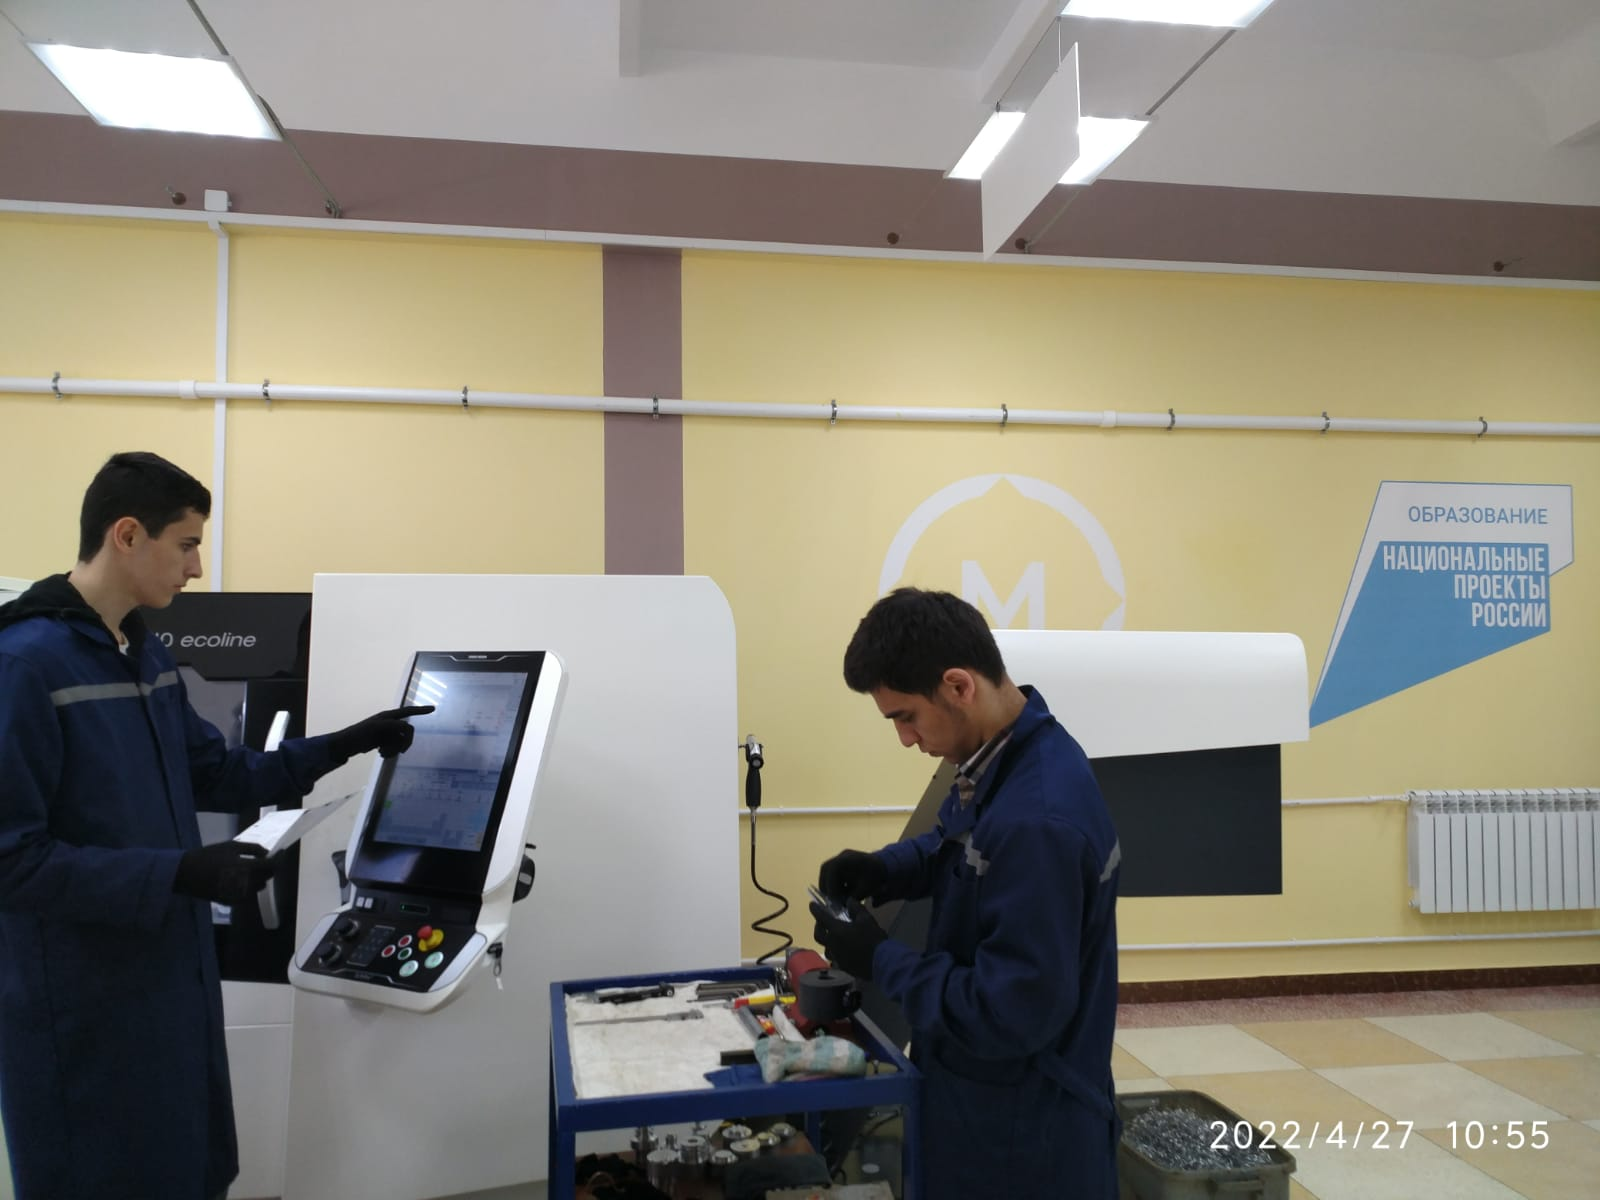 ecoline
M
ОБРАЗОВАНИЕ
НАЦИОНАЛЬНЫЕ
ПРОЕКТЫ
РОССИИ
2022/4/27 10:55